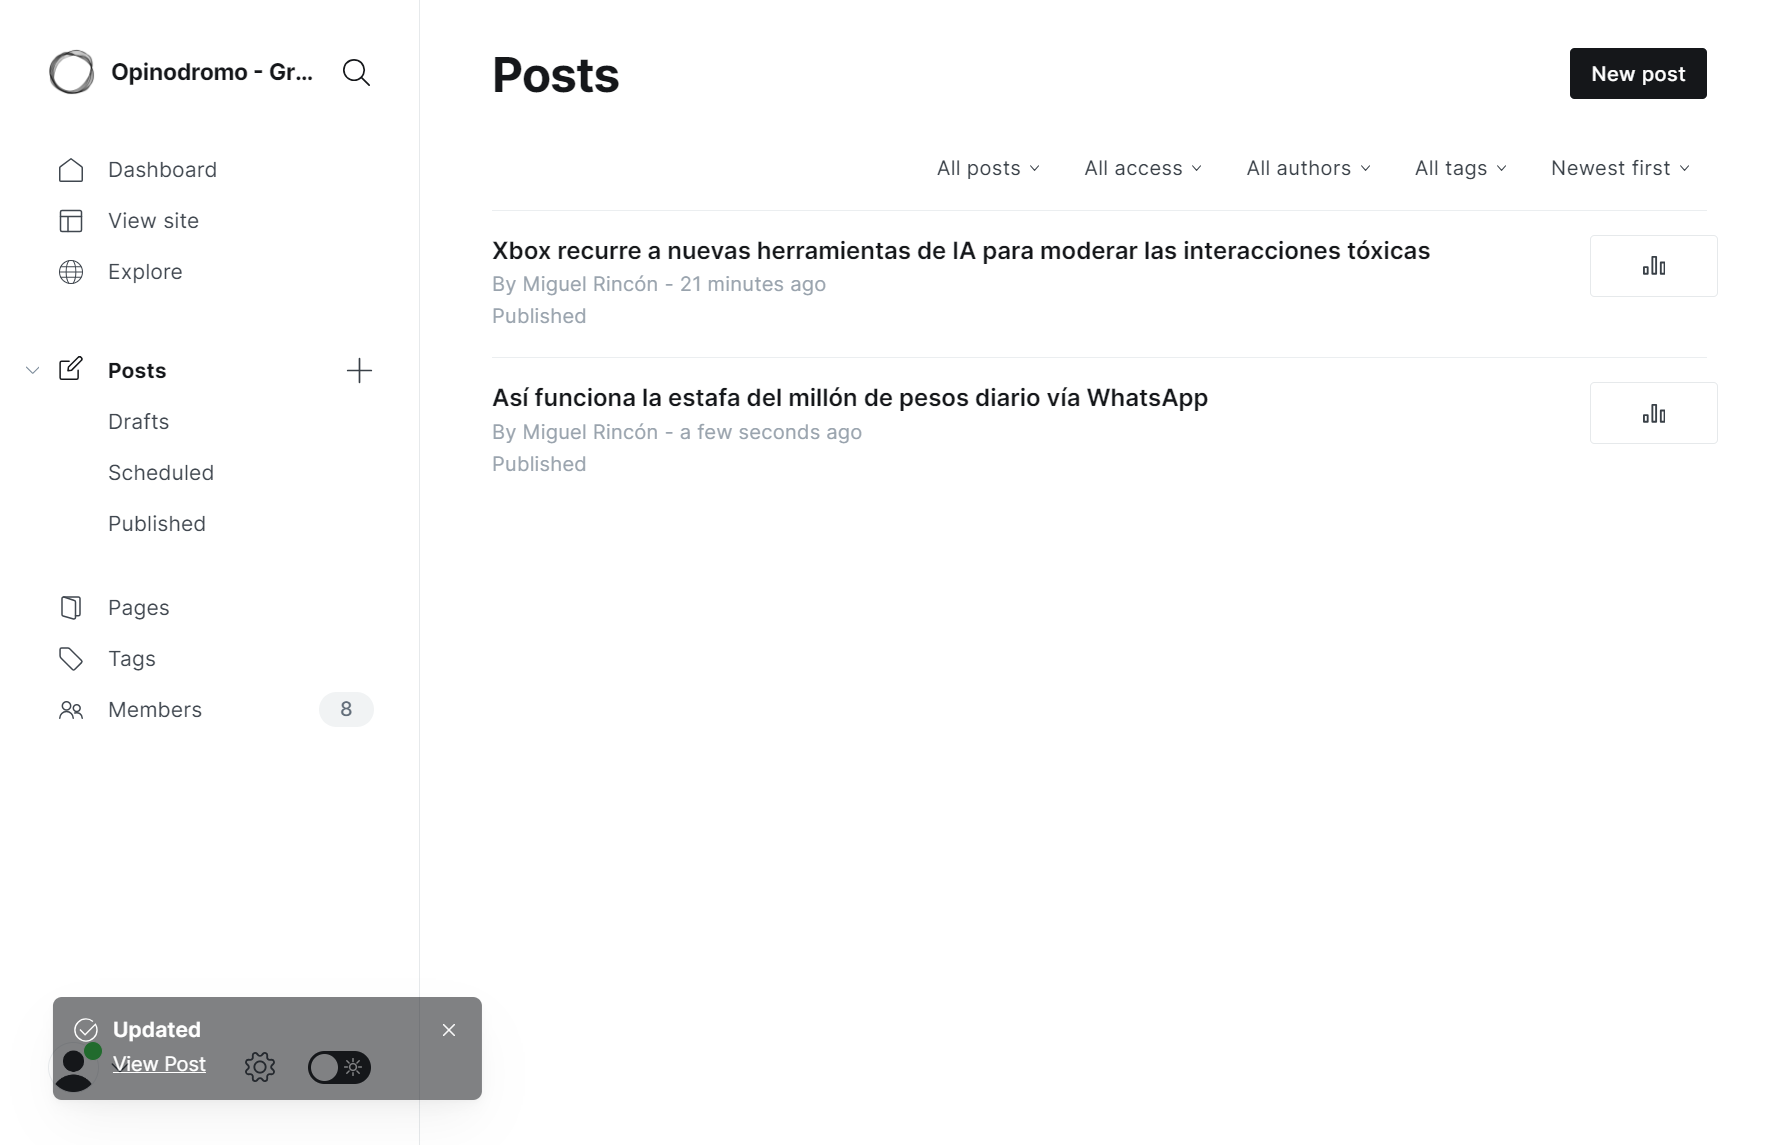 Opinodromo - Gr...
Dashboard
View site
Explore
Posts
Drafts
Scheduled
Published
Pages
Tags
Members
8
Updated
View Post
Posts
New post
All posts
All access
All authors
All tags
Newest first
Xbox recurre a nuevas herramientas de IA para moderar las interacciones tóxicas
By Miguel Rincón - 21 minutes ago
Published
Así funciona la estafa del millón de pesos diario vía WhatsApp
By Miguel Rincón - a few seconds ago
Published